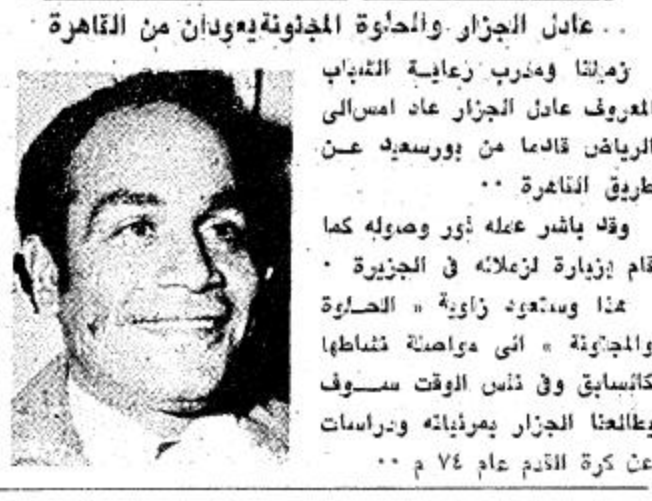 .. عادل الجزار والحلوة المجنونة يعودان من القاهرة
زميلنا ومدرب رعاية الشباب
المعروف عادل الجزار عاد امس الى
الرياض قادما من بورسعيد عن
طريق القاهرة ..
وقد باشر عمله فور وصوله كما
قام بزيارة لزملائه في الجزيرة .
هذا وستعود زاوية « الحلوة
والمجنونة » الى مواصلة نشاطها
كالسابق وفي نفس الوقت سوف
يطالعنا الجزار بمرئياته ودراسات
عن كرة القدم عام ٧٤ م ..